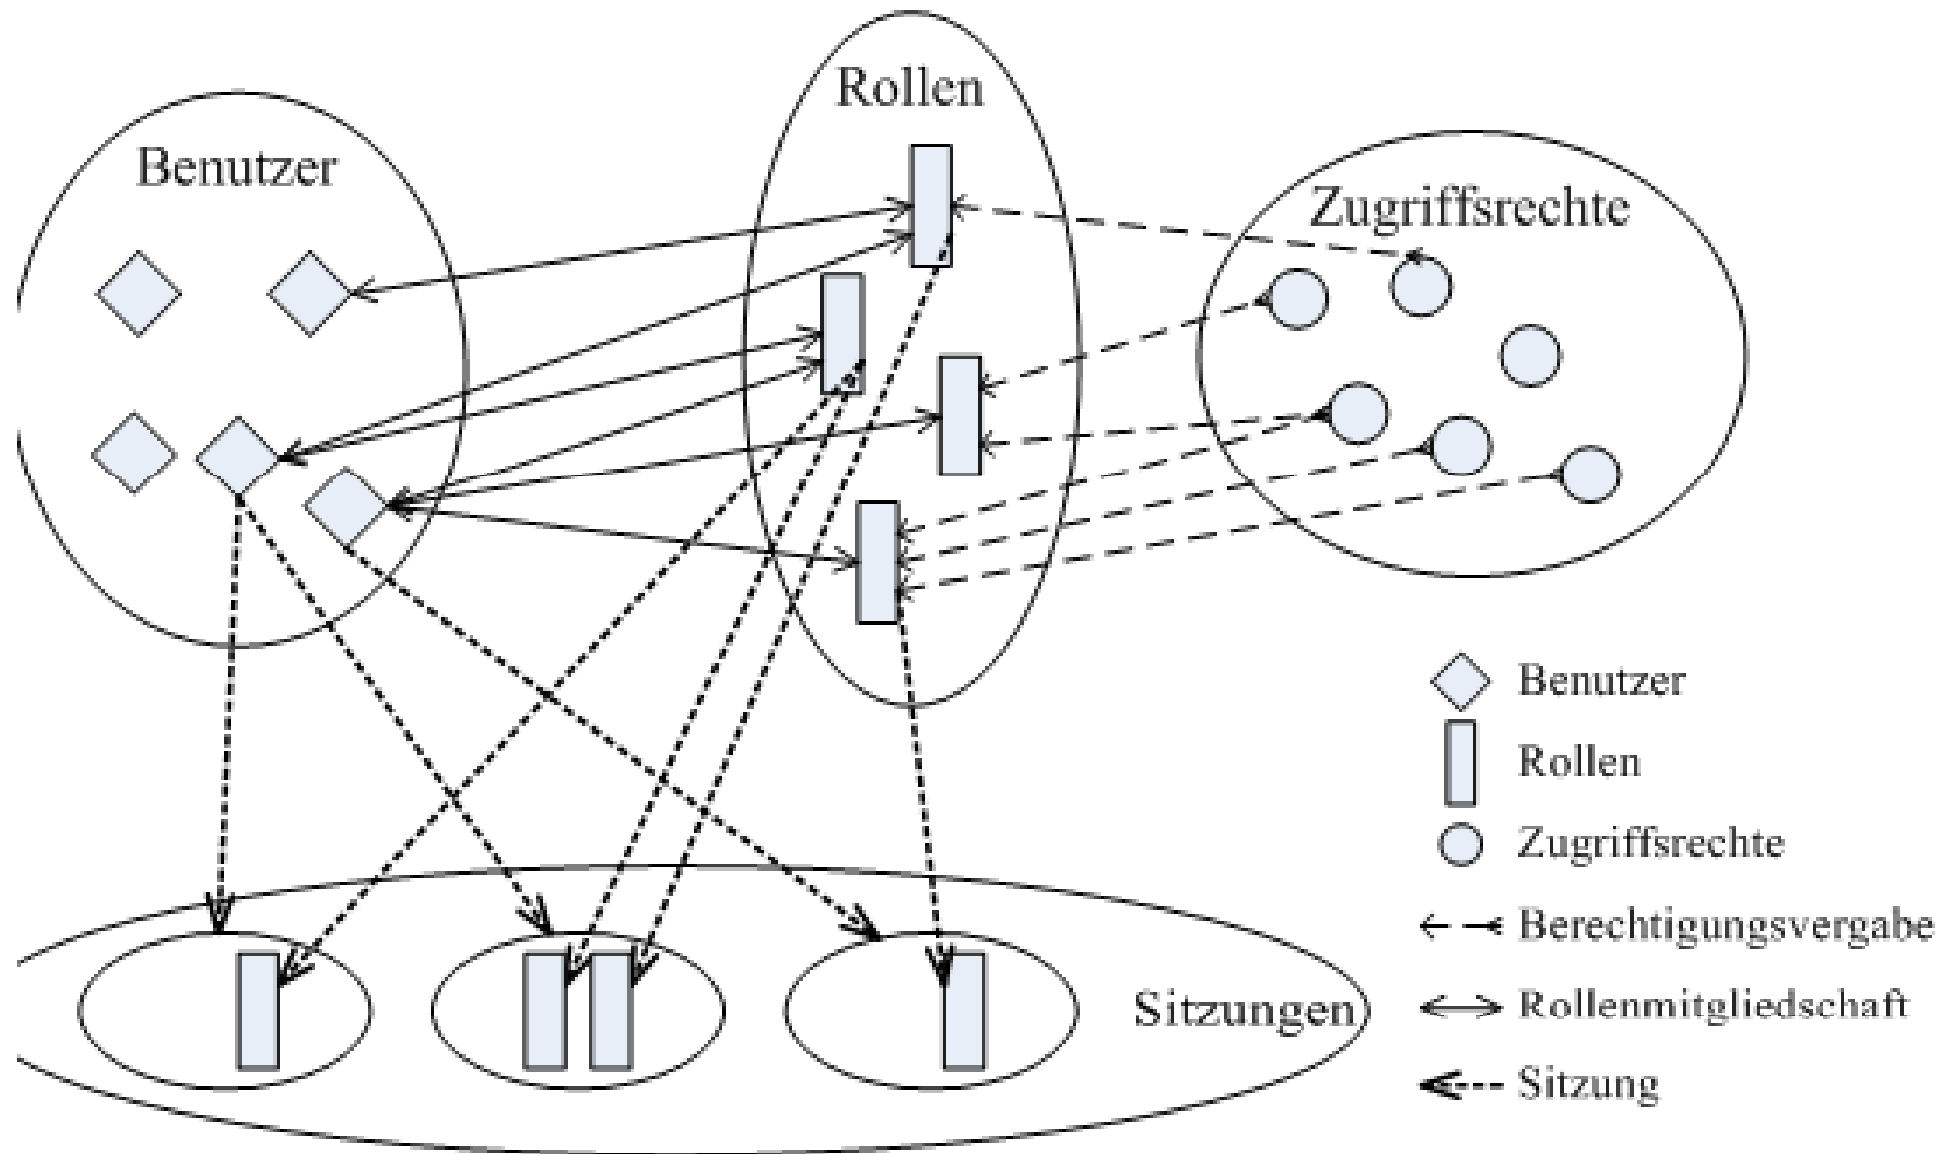 Rollen
Benutzer
Zugriffsrechte
Benutzer
Rollen
Zugriffsrechte
Berechtigungsvergabe
Sitzungen
Rollenmitgliedschaft
Sitzung